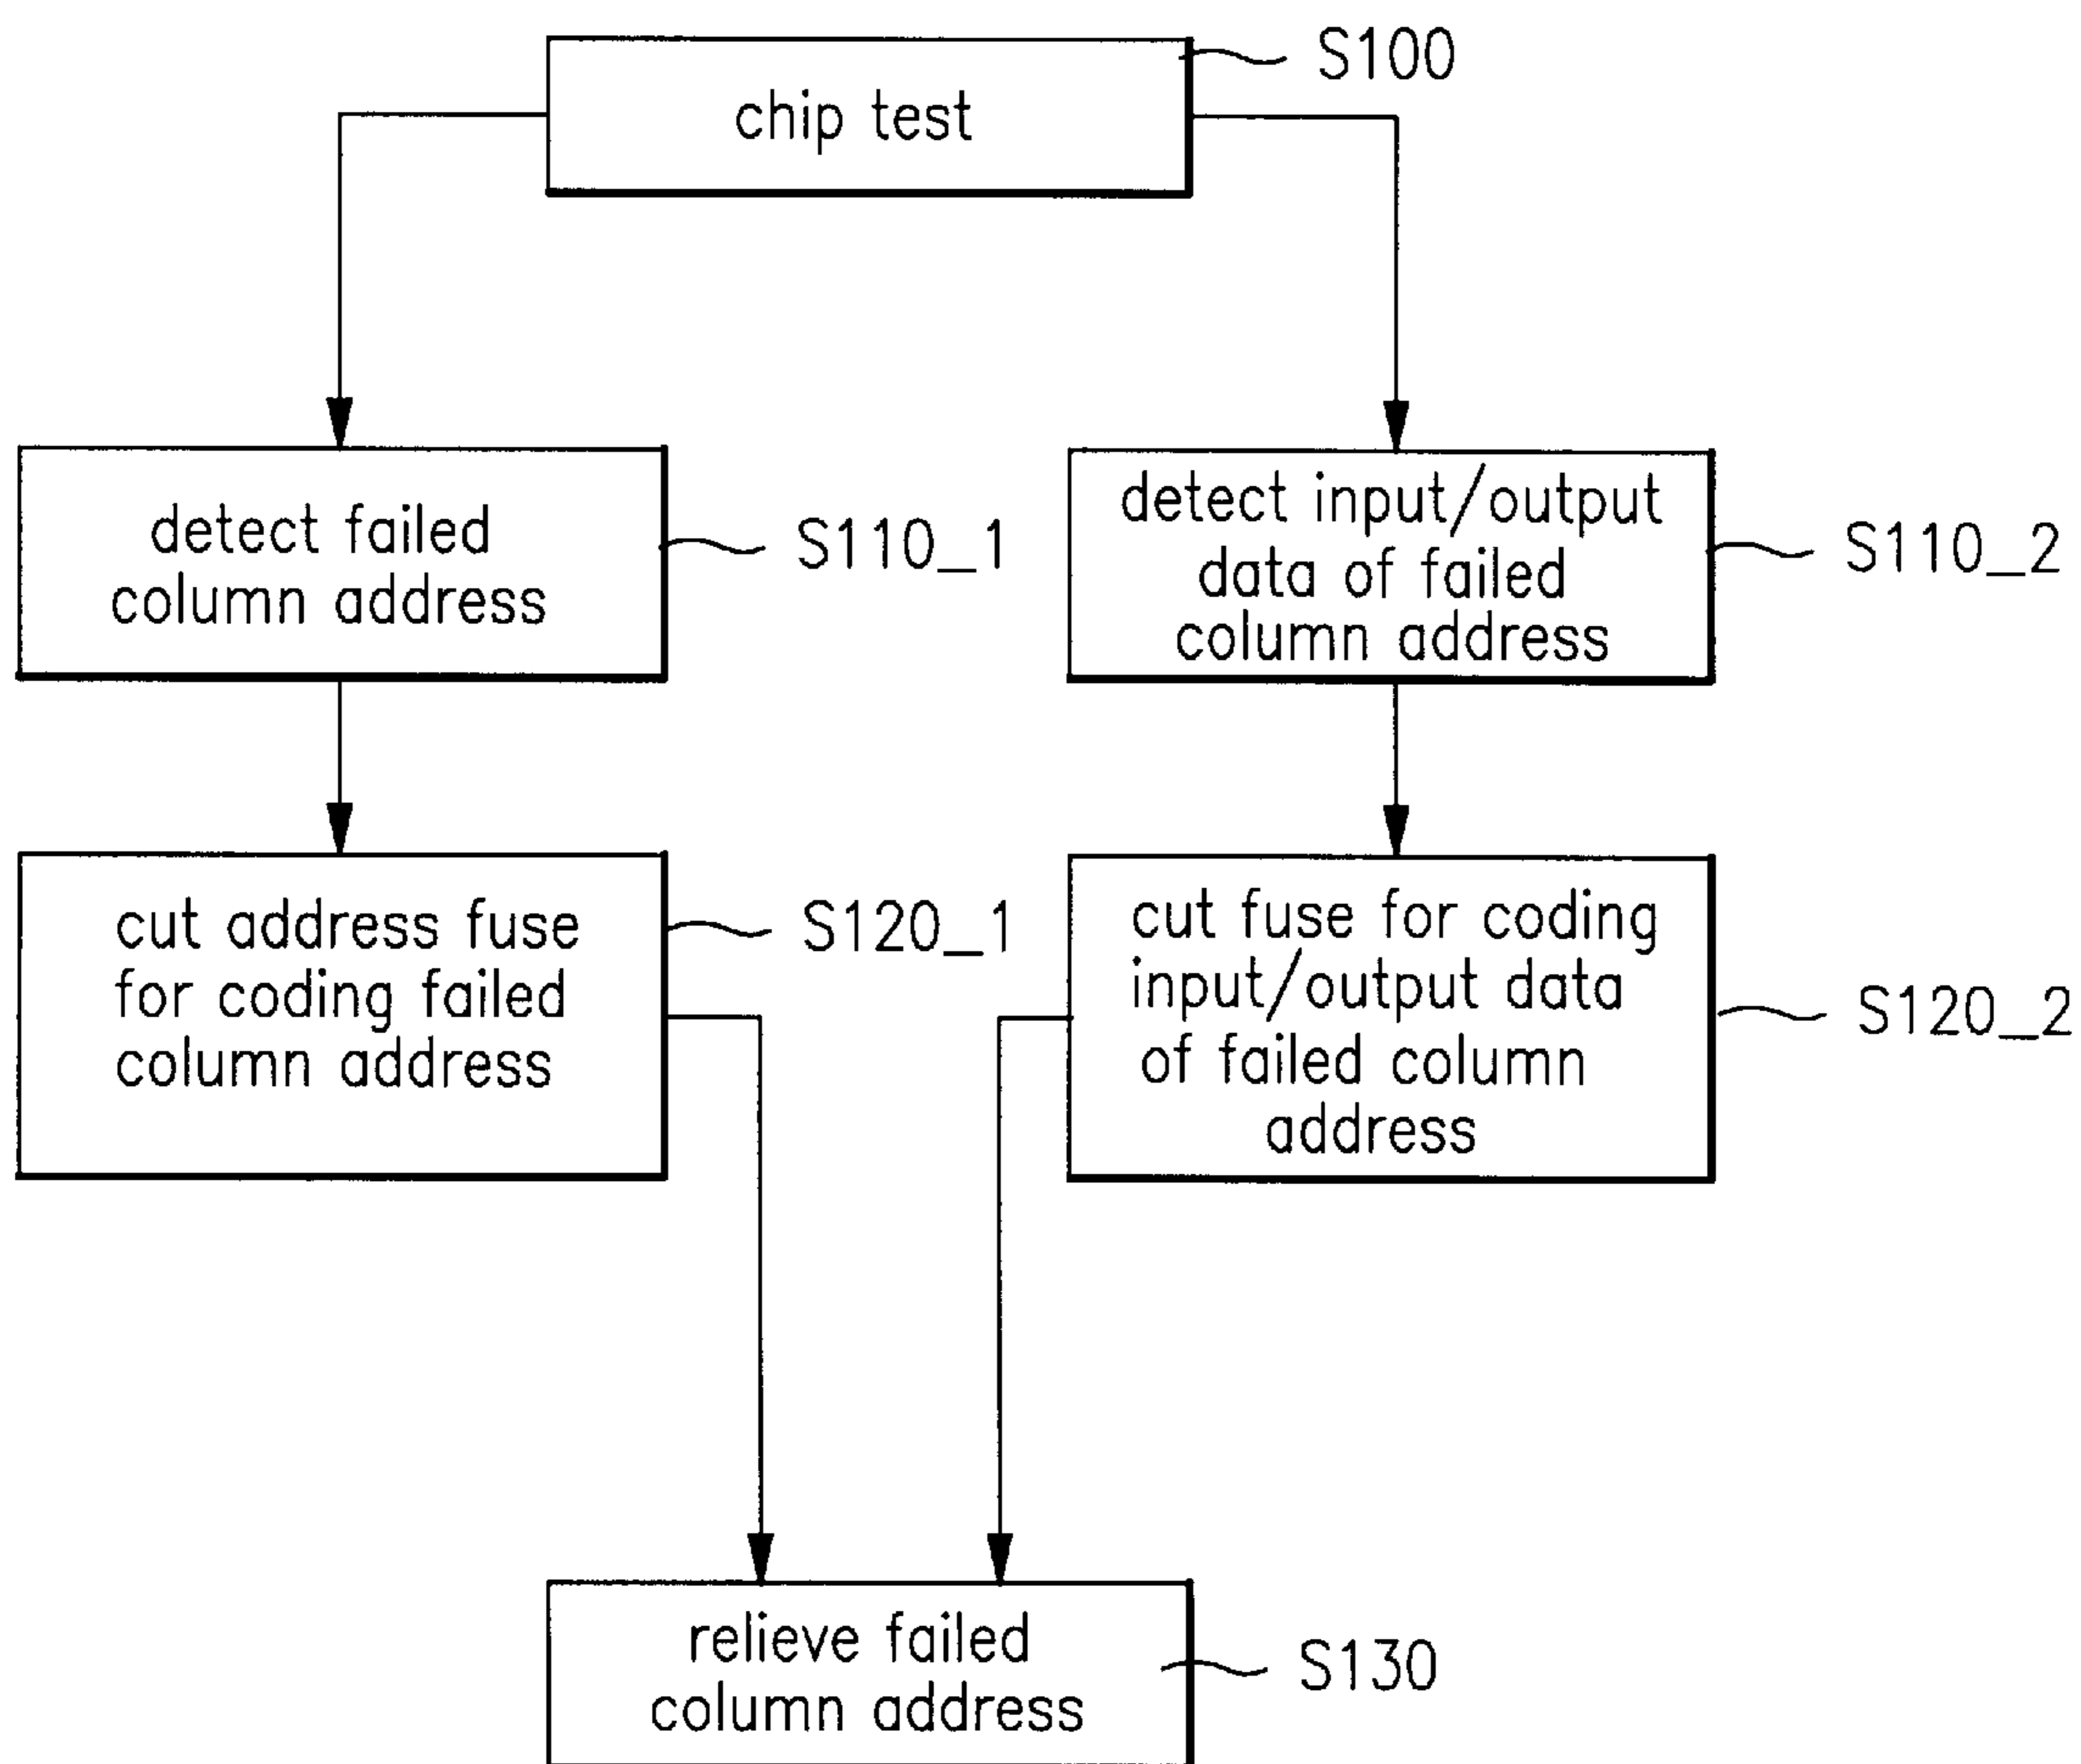 S100
chip test
detect failed
column address
S110_1
detect input/output
data of failed
column address
S110_2
cut address fuse
for coding failed
column address
S120_1
cut fuse for coding
input/output data
of failed column
address
S120_2
relieve failed
column address
S130